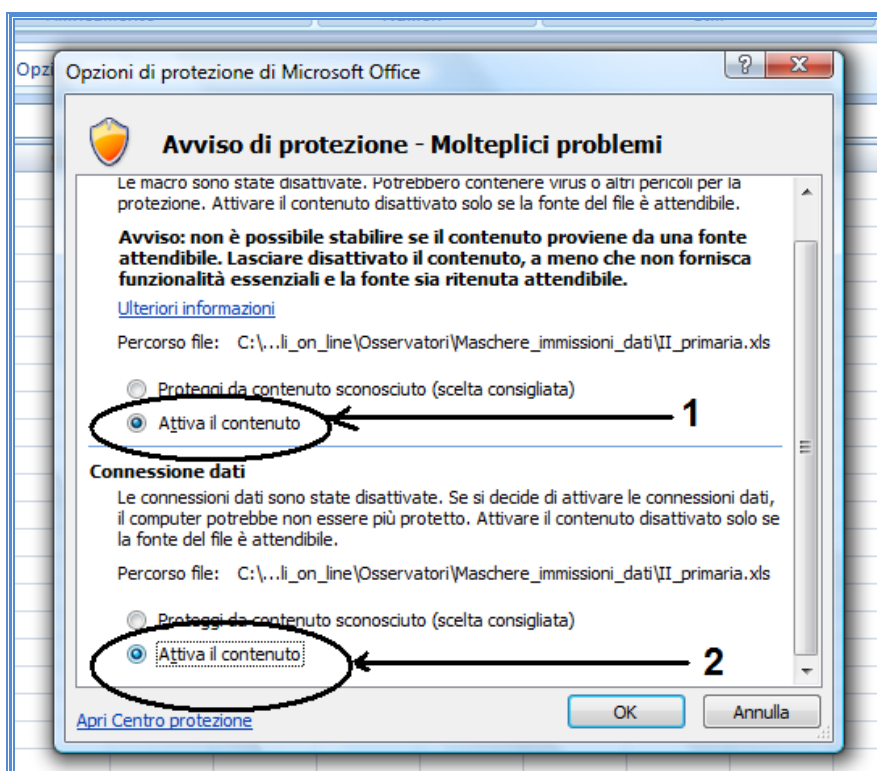 Opzi
Opzioni di protezione di Microsoft Office
Avviso di protezione - Molteplici problemi
Le macro sono state disattivate. Potrebbero contenere virus o altri pericoli per la
protezione. Attivare il contenuto disattivato solo se la fonte del file è attendibile.
Avviso: non è possibile stabilire se il contenuto proviene da una fonte
attendibile. Lasciare disattivato il contenuto, a meno che non fornisca
funzionalità essenziali e la fonte sia ritenuta attendibile.
Ulteriori informazioni
Percorso file: C:\...li_on_line\Osservatori\Maschere_immissioni_dati\II_primaria.xls
Proteggi da contenuto sconosciuto (scelta consigliata)
Attiva il contenuto
1
Connessione dati
Le connessioni dati sono state disattivate. Se si decide di attivare le connessioni dati,
il computer potrebbe non essere più protetto. Attivare il contenuto disattivato solo se
la fonte del file è attendibile.
Percorso file: C:\...li_on_line\Osservatori\Maschere_immissioni_dati\II_primaria.xls
Proteggi da contenuto sconosciuto (scelta consigliata)
Attiva il contenuto
2
Apri Centro protezione
OK
Annulla